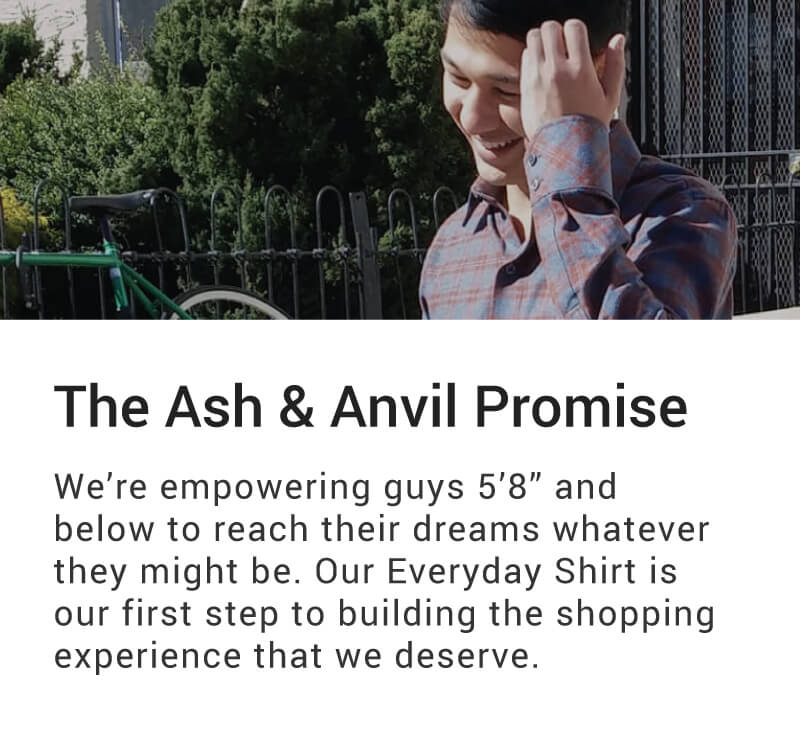 The Ash & Anvil Promise
We’re empowering guys 5’8” and
below to reach their dreams whatever
they might be. Our Everyday Shirt is
our first step to building the shopping
experience that we deserve.